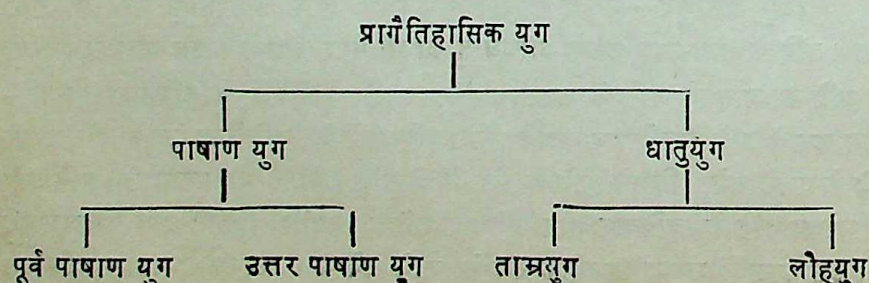 प्रागैतिहासिक युग
पाषाण युग धातुयुग
पूर्व पाषाण युग उत्तर पाषाण युग ताम्रयुग लोहयुग